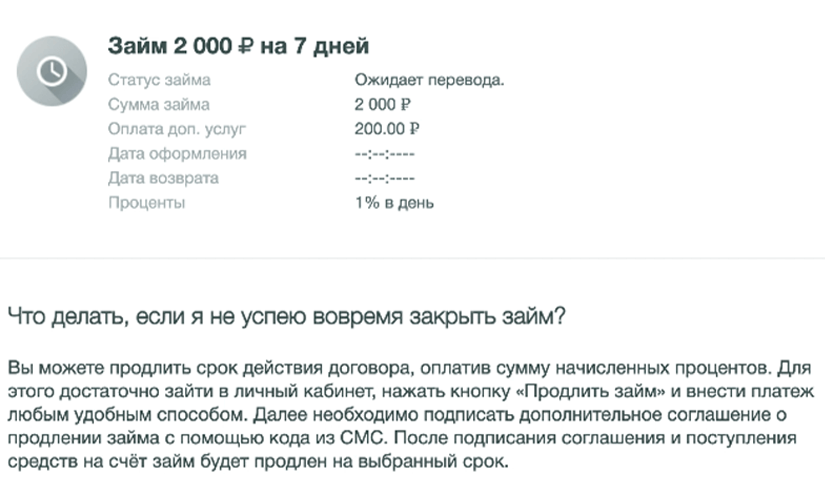 Займ 2 000 ₽ на 7 дней
Статус займа Ожидает перевода.
Сумма займа 2 000 ₽
Оплата доп. услуг 200.00 ₽
Дата оформления --:--:----
Дата возврата --:--:----
Проценты 1% в день
Что делать, если я не успею вовремя закрыть займ?
Вы можете продлить срок действия договора, оплатив сумму начисленных процентов. Для
этого достаточно зайти в личный кабинет, нажать кнопку «Продлить займ» и внести платеж
любым удобным способом. Далее необходимо подписать дополнительное соглашение о
продлении займа с помощью кода из СМС. После подписания соглашения и поступления
средств на счёт займ будет продлен на выбранный срок.